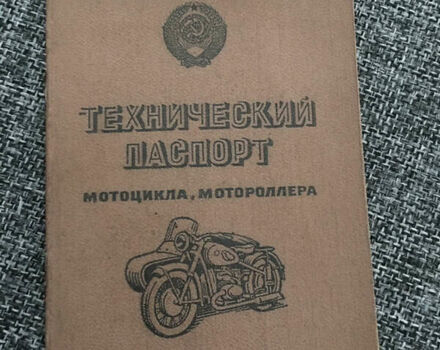 ТЕХНИЧЕСКИЙ
ПАСПОРТ
МОТОЦИКЛА, МОТОРОЛЛЕРА